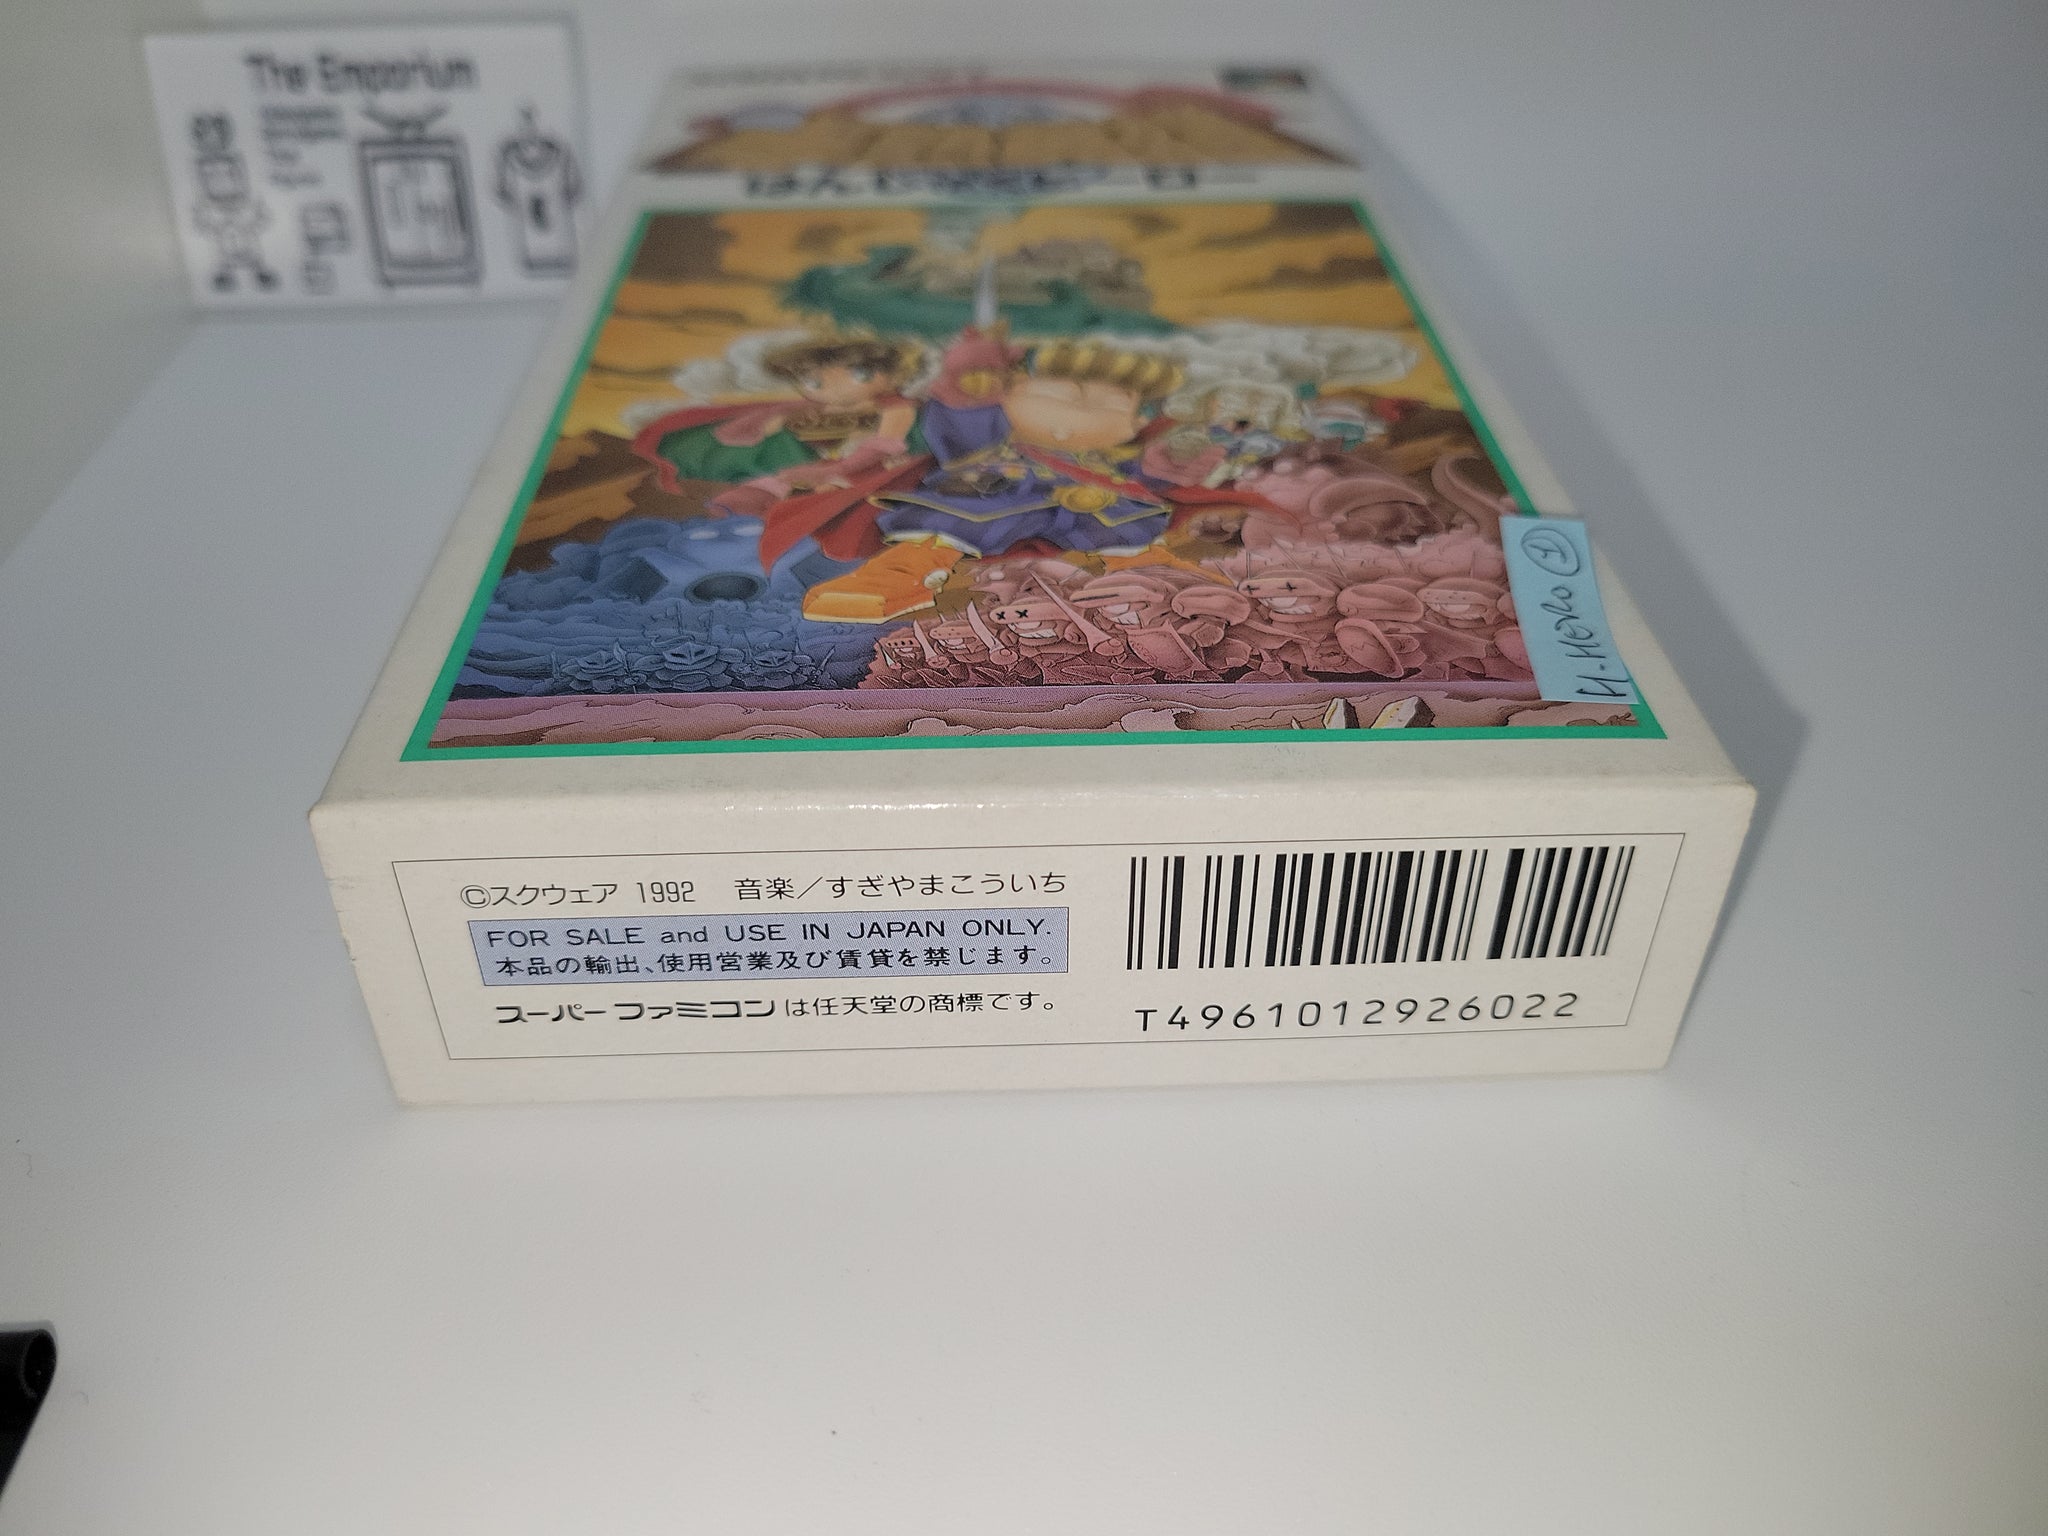 The Emporium
©スクウェア 1992 音楽／すぎやまこういち
FOR SALE and USE IN JAPAN ONLY.
本品の輸出、使用営業及び賃貸を禁じます。
スーパーファミコンは任天堂の商標です。
T4961012926022
H.HERO 1